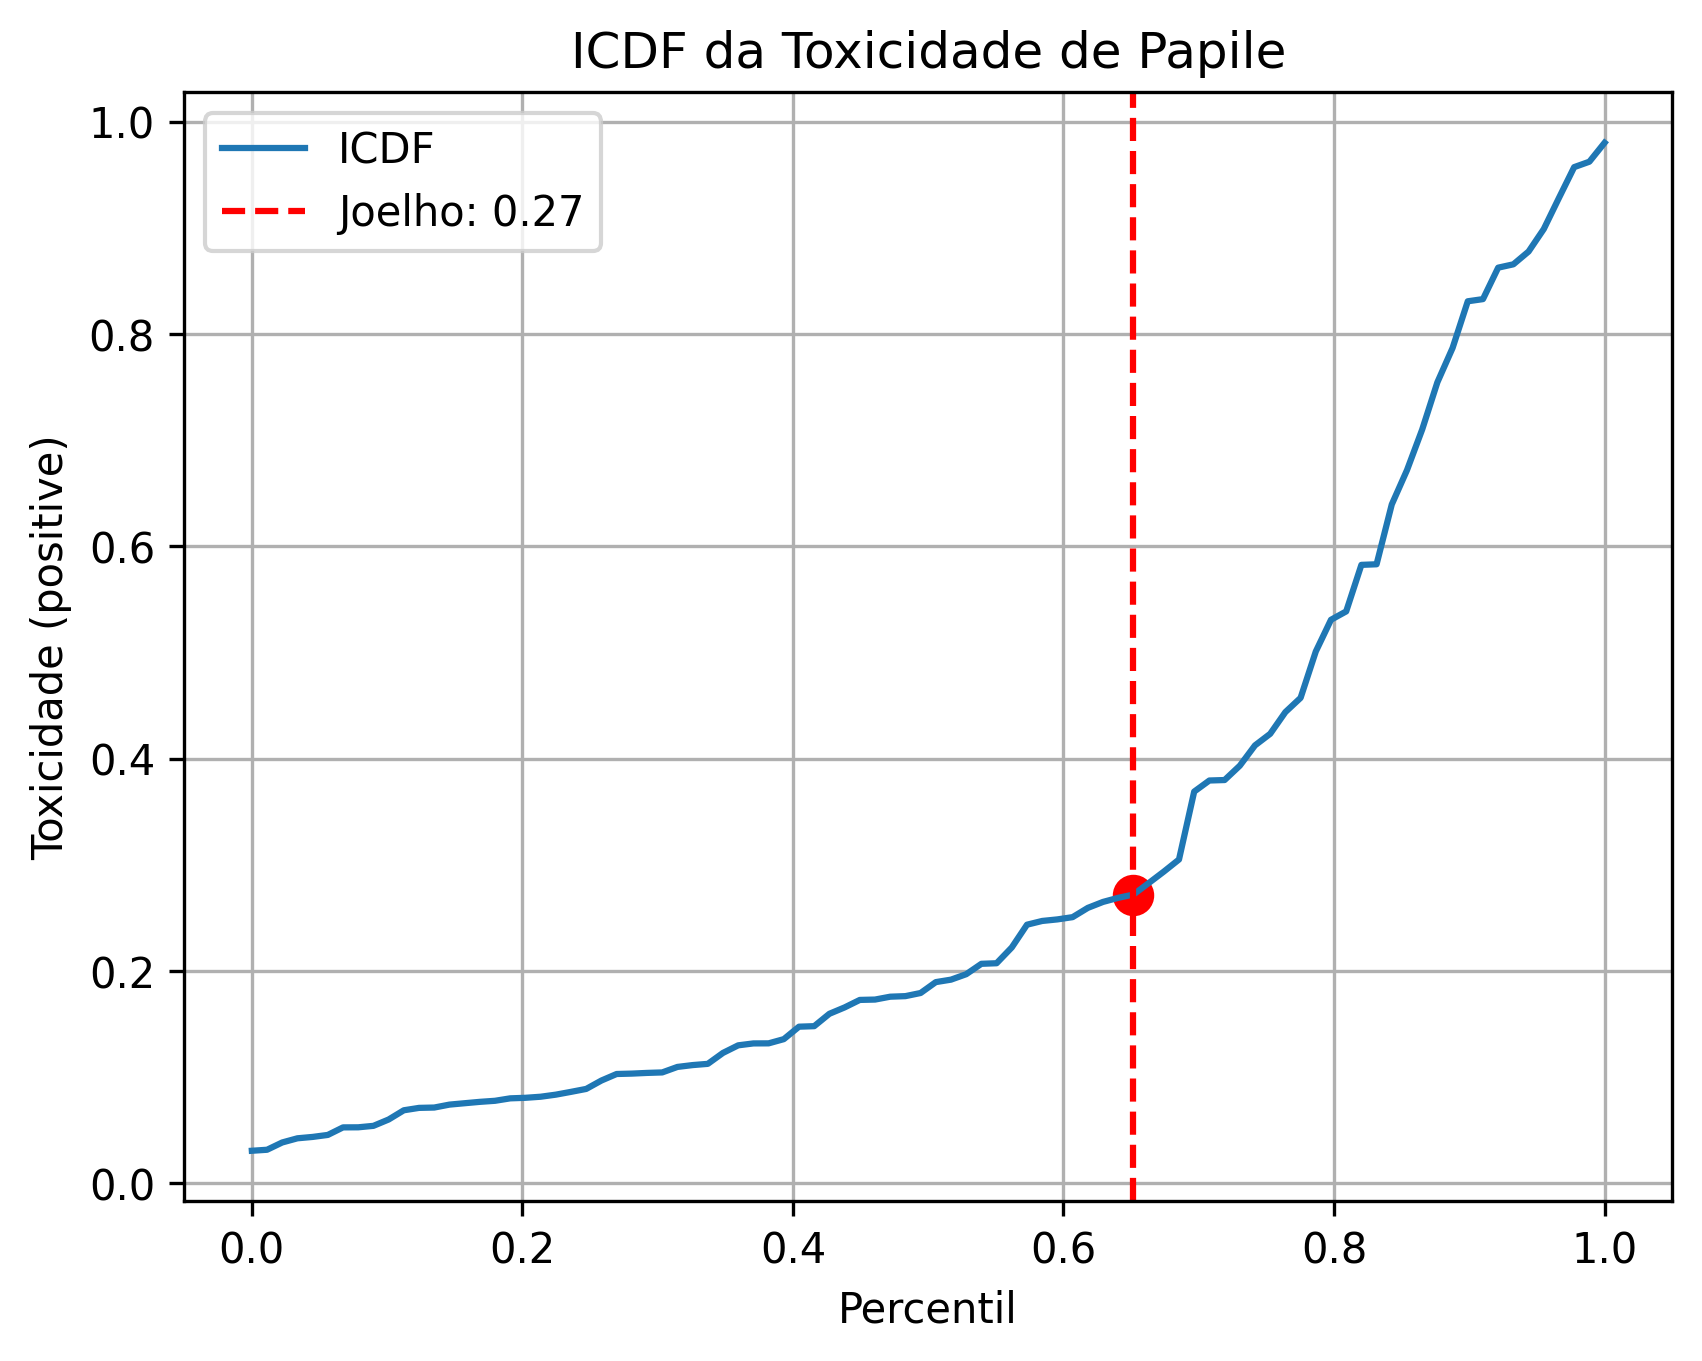 ICDF da Toxicidade de Papile
ICDF
Joelho: 0.27
Toxicidade (positive)
1.0
0.8
0.6
0.4
0.2
0.0
0.0 0.2 0.4 0.6 0.8 1.0
Percentil